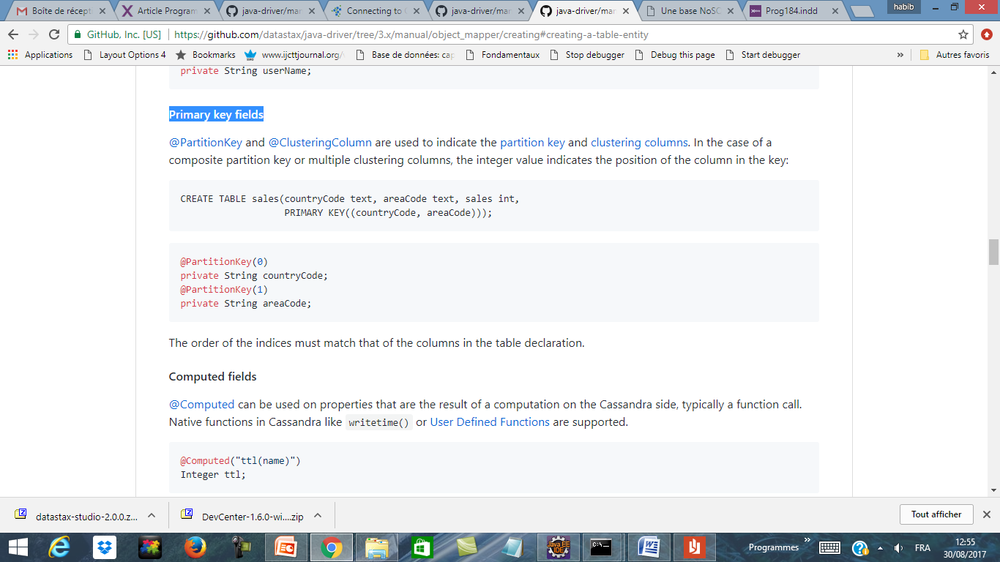 Boîte de récept
Article Program
java-driver/mar
Connecting to C
java-driver/mar
java-driver/mar
Une base NoSC
Prog184.indd
habib
GitHub, Inc. [US]
https://github.com/datastax/java-driver/tree/3.x/manual/object_mapper/creating#creating-a-table-entity
Applications
Layout Options 4
Bookmarks
www.ijcttjournal.org/
Base de données: cap
Fondamentaux
Stop debugger
Debug this page
Start debugger
»
Autres favoris
private String userName;
Primary key fields
@PartitionKey and @ClusteringColumn are used to indicate the partition key and clustering columns. In the case of a
composite partition key or multiple clustering columns, the integer value indicates the position of the column in the key:
CREATE TABLE sales(countryCode text, areaCode text, sales int,
PRIMARY KEY((countryCode, areaCode)));
@PartitionKey(0)
private String countryCode;
@PartitionKey(1)
private String areaCode;
The order of the indices must match that of the columns in the table declaration.
Computed fields
@Computed can be used on properties that are the result of a computation on the Cassandra side, typically a function call.
Native functions in Cassandra like writetime() or User Defined Functions are supported.
@Computed("ttl(name)")
Integer ttl;
datastax-studio-2.0.0.z...
DevCenter-1.6.0-wi....zip
Tout afficher
Java EE
IDE
C:\_
Programmes
»
FRA
12:55
30/08/2017